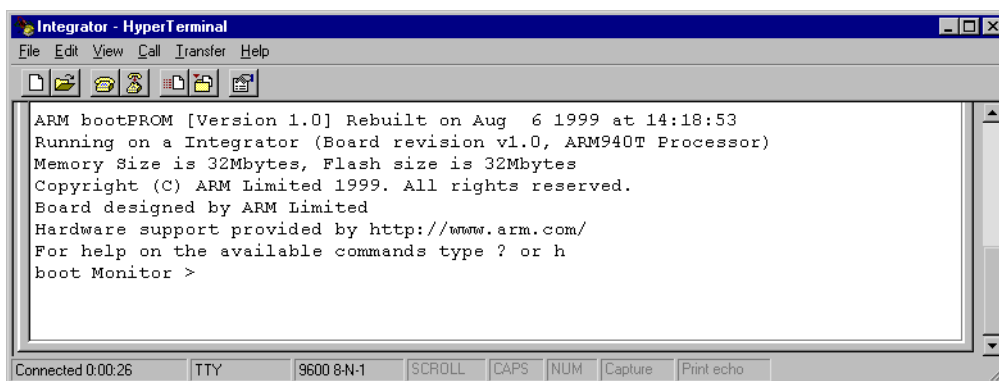 Integrator - HyperTerminal
File Edit View Call Transfer Help
ARM bootPROM [Version 1.0] Rebuilt on Aug  6 1999 at 14:18:53
Running on a Integrator (Board revision v1.0, ARM940T Processor)
Memory Size is 32Mbytes, Flash size is 32Mbytes
Copyright (C) ARM Limited 1999. All rights reserved.
Board designed by ARM Limited
Hardware support provided by http://www.arm.com/
For help on the available commands type ? or h
boot Monitor >
Connected 0:00:26 TTY 9600 8-N-1 SCROLL CAPS NUM Capture Print echo